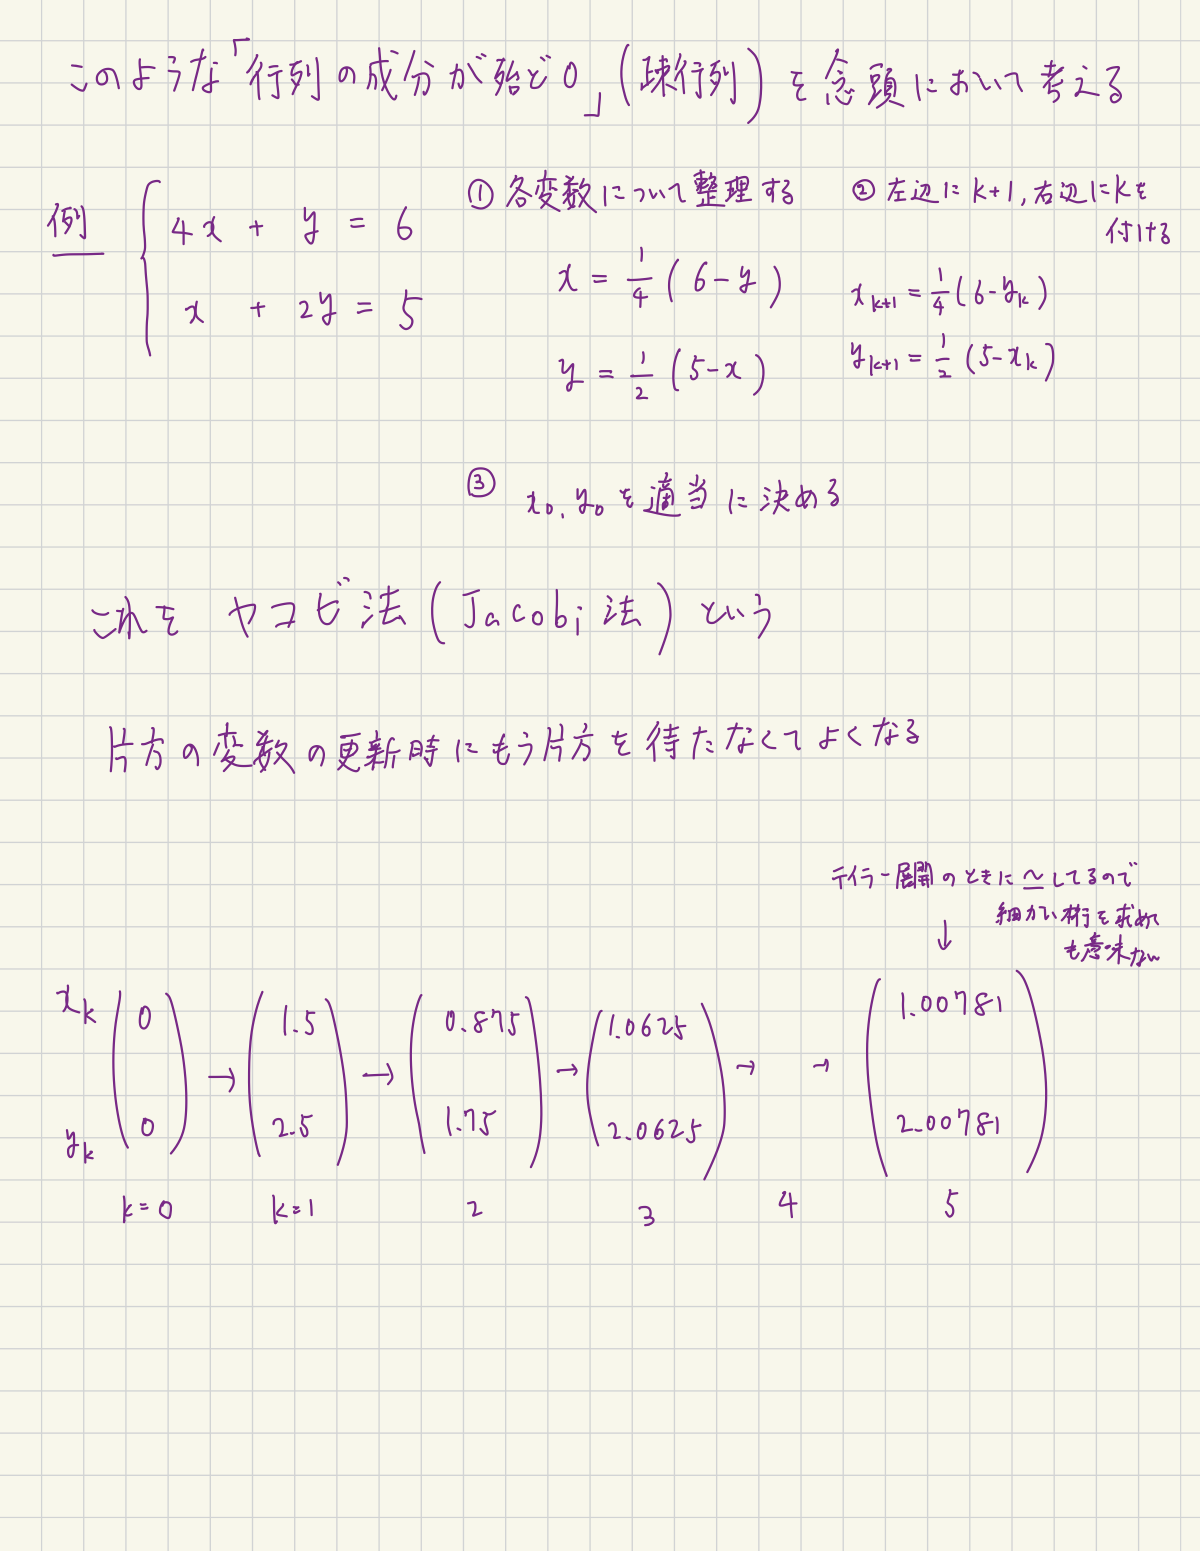 このような「行列の成分が殆ど0」(疎行列)を念頭において考える
例
4x + y = 6
x + 2y = 5
① 各変数について整理する
x = 1/4 (6-y)
y = 1/2 (5-x)
② 左辺にk+1,右辺にkを
付ける
x_{k+1} = 1/4 (6-y_k)
y_{k+1} = 1/2 (5-x_k)
③ x_0, y_0を適当に決める
これを ヤコビ法(Jacobi法)という
片方の変数の更新時にもう片方を待たなくてよくなる
テイラー展開のときに〜してるので
細かい桁を求めて
も意味ない
↓
x_k 0 → 1.5 → 0.875 → 1.0625 → → 1.00781
y_k 0 2.5 1.75 2.0625 2.00781
k=0 k=1 2 3 4 5